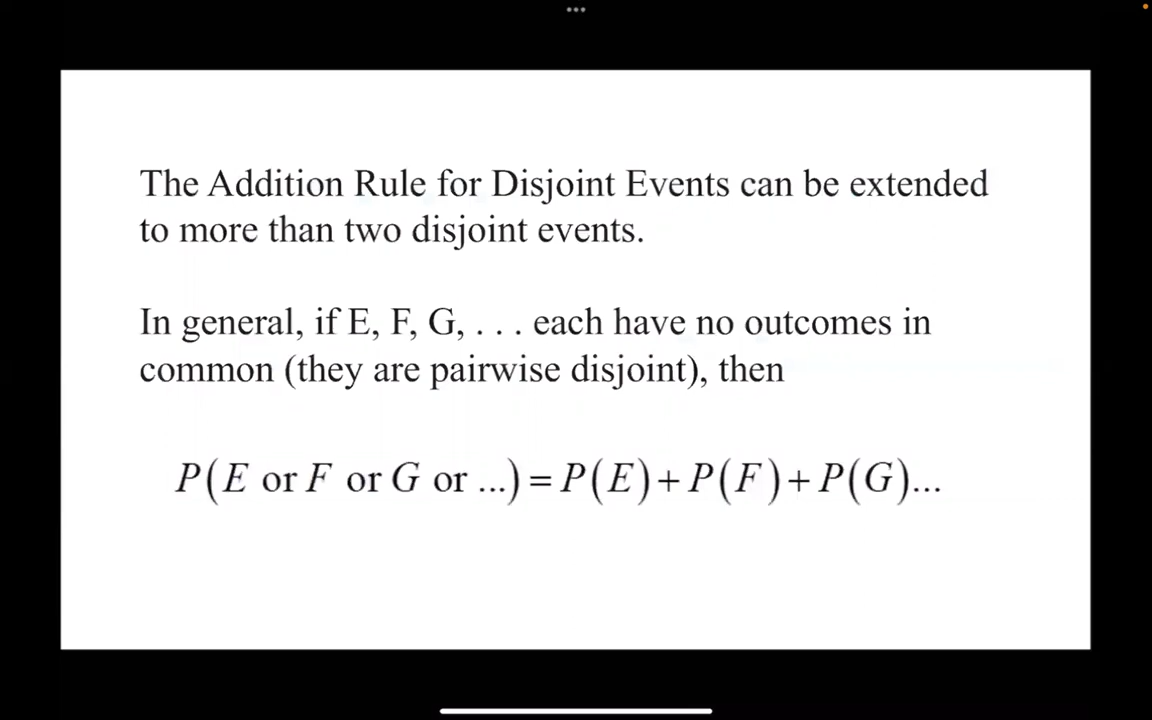 The Addition Rule for Disjoint Events can be extended
to more than two disjoint events.
In general, if E, F, G, . . . each have no outcomes in
common (they are pairwise disjoint), then
P(E or F or G or ...) = P(E) + P(F) + P(G)...